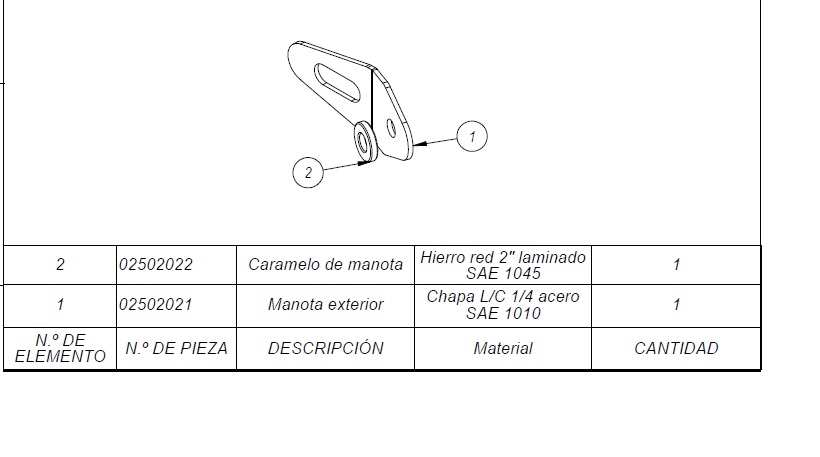 1
2
2 02502022 Caramelo de manota Hierro red 2" laminado SAE 1045 1
1 02502021 Manota exterior Chapa L/C 1/4 acero SAE 1010 1
N.º DE ELEMENTO N.º DE PIEZA DESCRIPCIÓN Material CANTIDAD